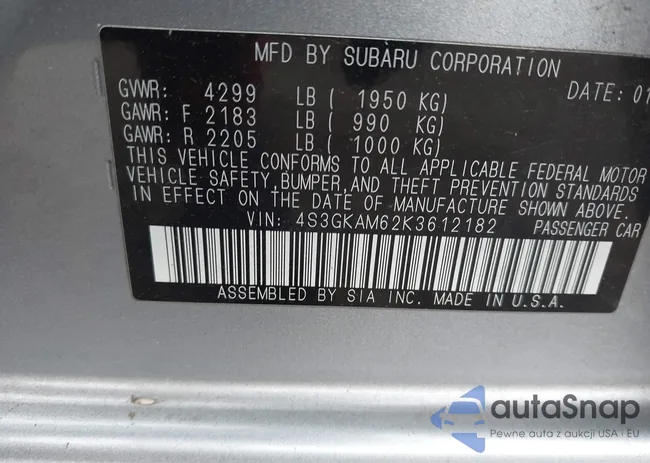 MFD BY SUBARU CORPORATION
GVWR: 4299 LB ( 1950 KG) DATE: 01
GAWR: F 2183 LB ( 990 KG)
GAWR: R 2205 LB ( 1000 KG)
THIS VEHICLE CONFORMS TO ALL APPLICABLE FEDERAL MOTOR
VEHICLE SAFETY, BUMPER, AND THEFT PREVENTION STANDARDS
IN EFFECT ON THE DATE OF MANUFACTURE SHOWN ABOVE.
VIN: 4S3GKAM62K3612182 PASSENGER CAR
ASSEMBLED BY SIA INC. MADE IN U.S.A.
autaSnap
Pewne auta z aukcji USA i EU